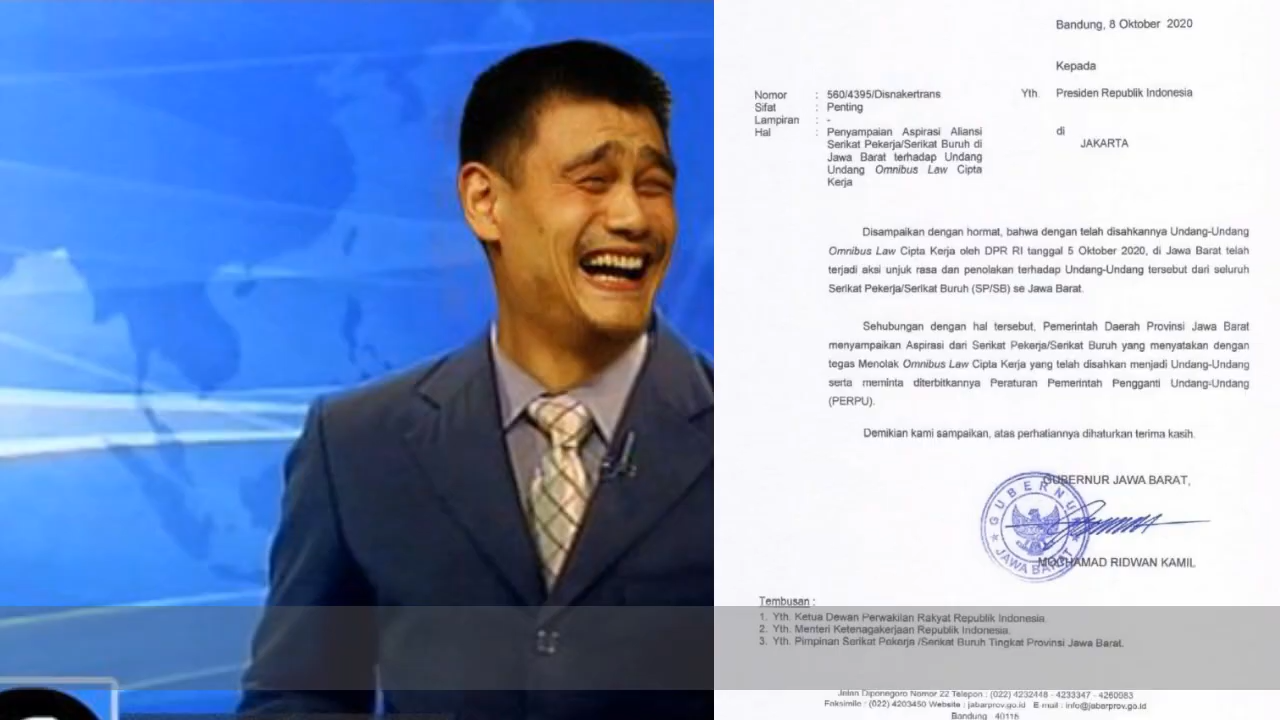 Bandung, 8 Oktober 2020
Kepada
Nomor : 560/4395/Disnakertrans
Yth. Presiden Republik Indonesia
Sifat : Penting
Lampiran : -
Hal : Penyampaian Aspirasi Aliansi
Serikat Pekerja/Serikat Buruh di
Jawa Barat terhadap Undang
Undang Omnibus Law Cipta
Kerja
di
JAKARTA
Disampaikan dengan hormat, bahwa dengan telah disahkannya Undang-Undang
Omnibus Law Cipta Kerja oleh DPR RI tanggal 5 Oktober 2020, di Jawa Barat telah
terjadi aksi unjuk rasa dan penolakan terhadap Undang-Undang tersebut dari seluruh
Serikat Pekerja/Serikat Buruh (SP/SB) se Jawa Barat.
Sehubungan dengan hal tersebut, Pemerintah Daerah Provinsi Jawa Barat
menyampaikan Aspirasi dari Serikat Pekerja/Serikat Buruh yang menyatakan dengan
tegas Menolak Omnibus Law Cipta Kerja yang telah disahkan menjadi Undang-Undang
serta meminta diterbitkannya Peraturan Pemerintah Pengganti Undang-Undang
(PERPU).
Demikian kami sampaikan, atas perhatiannya dihaturkan terima kasih.
GUBERNUR JAWA BARAT,
GUBERNUR
JAWA BARAT
MOCHAMAD RIDWAN KAMIL
Tembusan :
1. Yth. Ketua Dewan Perwakilan Rakyat Republik Indonesia.
2. Yth. Menteri Ketenagakerjaan Republik Indonesia.
3. Yth. Pimpinan Serikat Pekerja /Serikat Buruh Tingkat Provinsi Jawa Barat.
Jalan Diponegoro Nomor 22 Telepon : (022) 4232448 - 4233347 - 4260963
Faksimile : (022) 4203450 Website : jabarprov.go.id E-mail : info@jabarprov.go.id
Bandung 40115